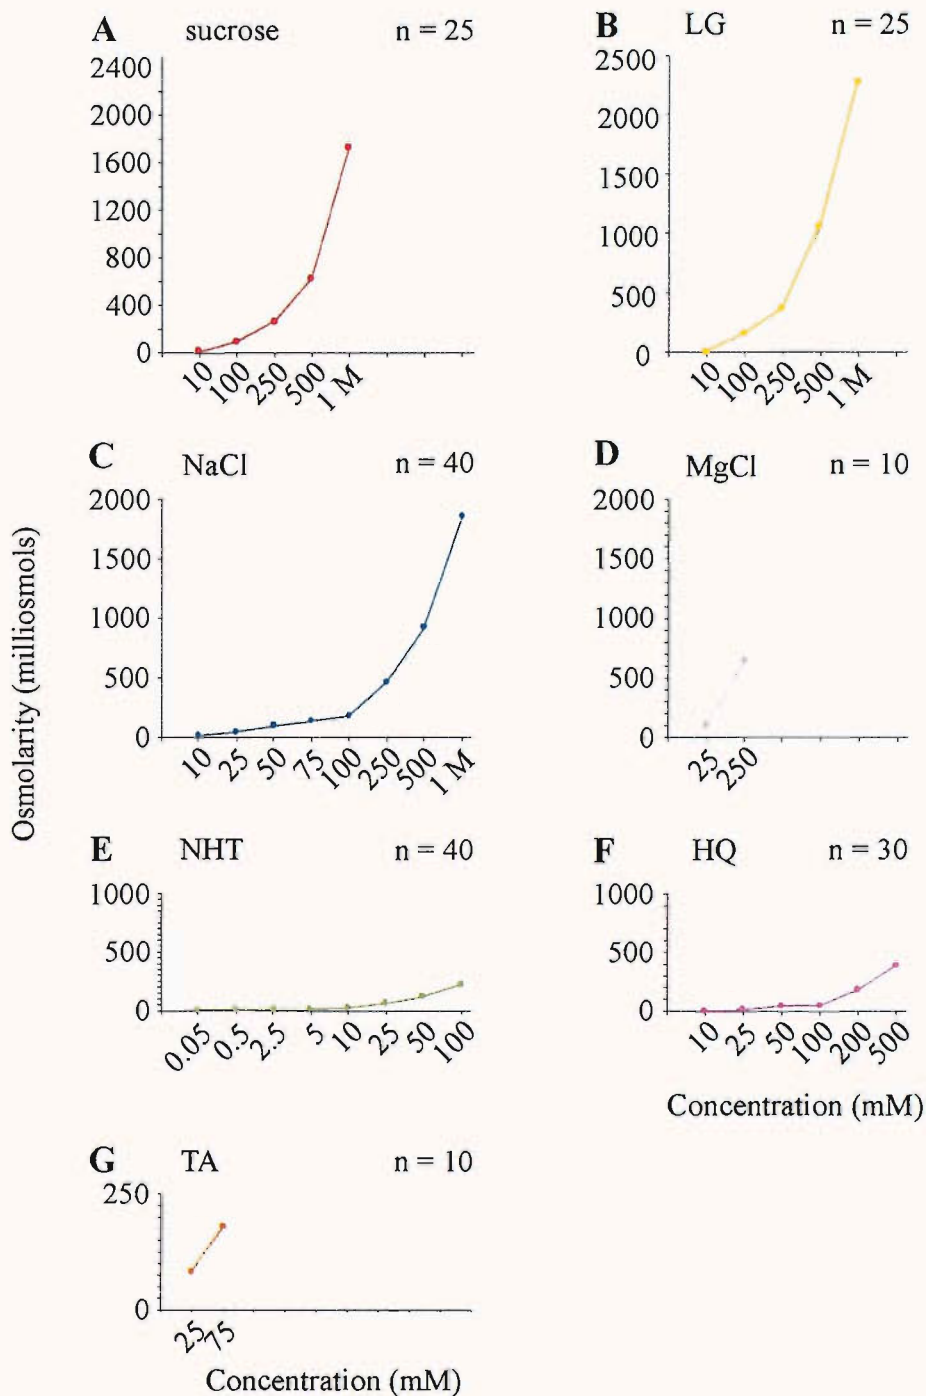 A sucrose n = 25
2400
2000
1600
1200
800
400
0
10 100 250 500 1 M
B LG n = 25
2500
2000
1500
1000
500
0
10 100 250 500 1 M
C NaCl n = 40
2000
1500
1000
500
0
10 25 50 75 100 250 500 1 M
D MgCl n = 10
2000
1500
1000
500
0
25 250
Osmolarity (milliosmols)
E NHT n = 40
1000
500
0
0.05 0.5 2.5 5 10 25 50 100
F HQ n = 30
1000
500
0
10 25 50 100 200 500
Concentration (mM)
G TA n = 10
250
0
25 75
Concentration (mM)